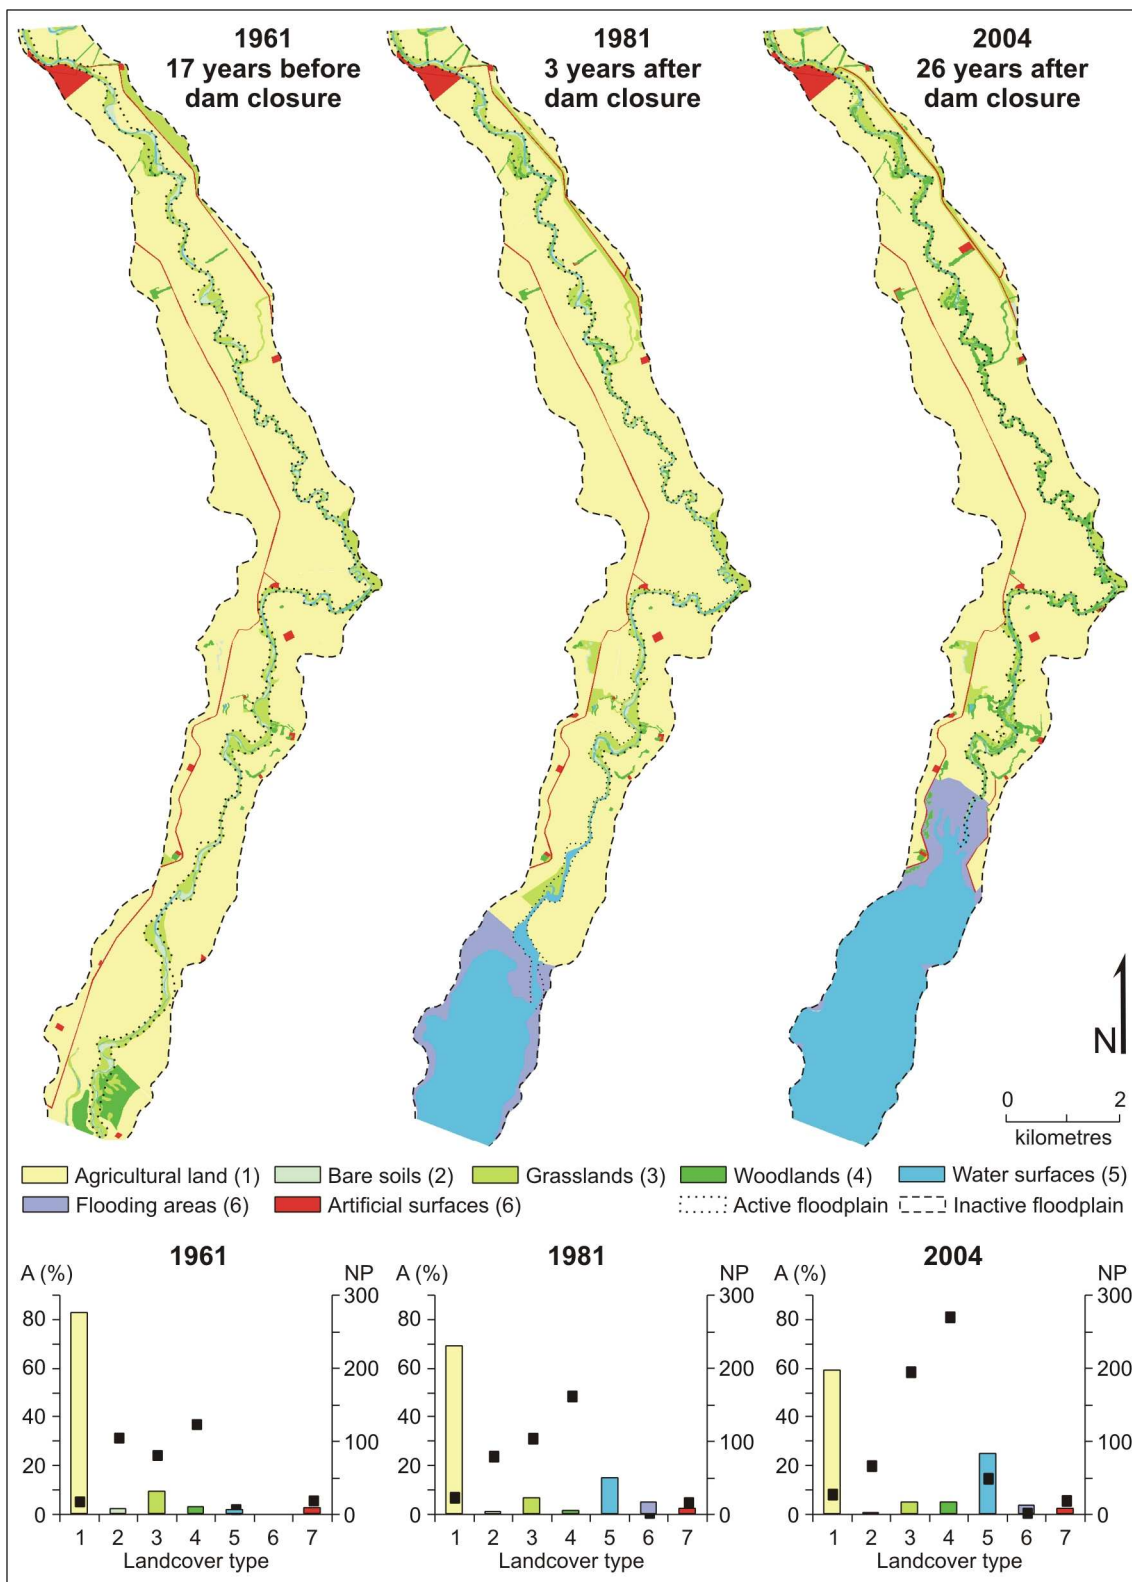 1961
17 years before
dam closure
1981
3 years after
dam closure
2004
26 years after
dam closure
N
0 2
kilometres
Agricultural land (1) Bare soils (2) Grasslands (3) Woodlands (4) Water surfaces (5)
Flooding areas (6) Artificial surfaces (6) Active floodplain Inactive floodplain
1961
A (%) NP
80
60
40
20
0
300
200
100
0
1 2 3 4 5 7
Landcover type
1981
A (%) NP
80
60
40
20
0
300
200
100
0
1 2 3 4 5 6 7
Landcover type
2004
A (%) NP
80
60
40
20
0
300
200
100
0
1 2 3 4 5 6 7
Landcover type